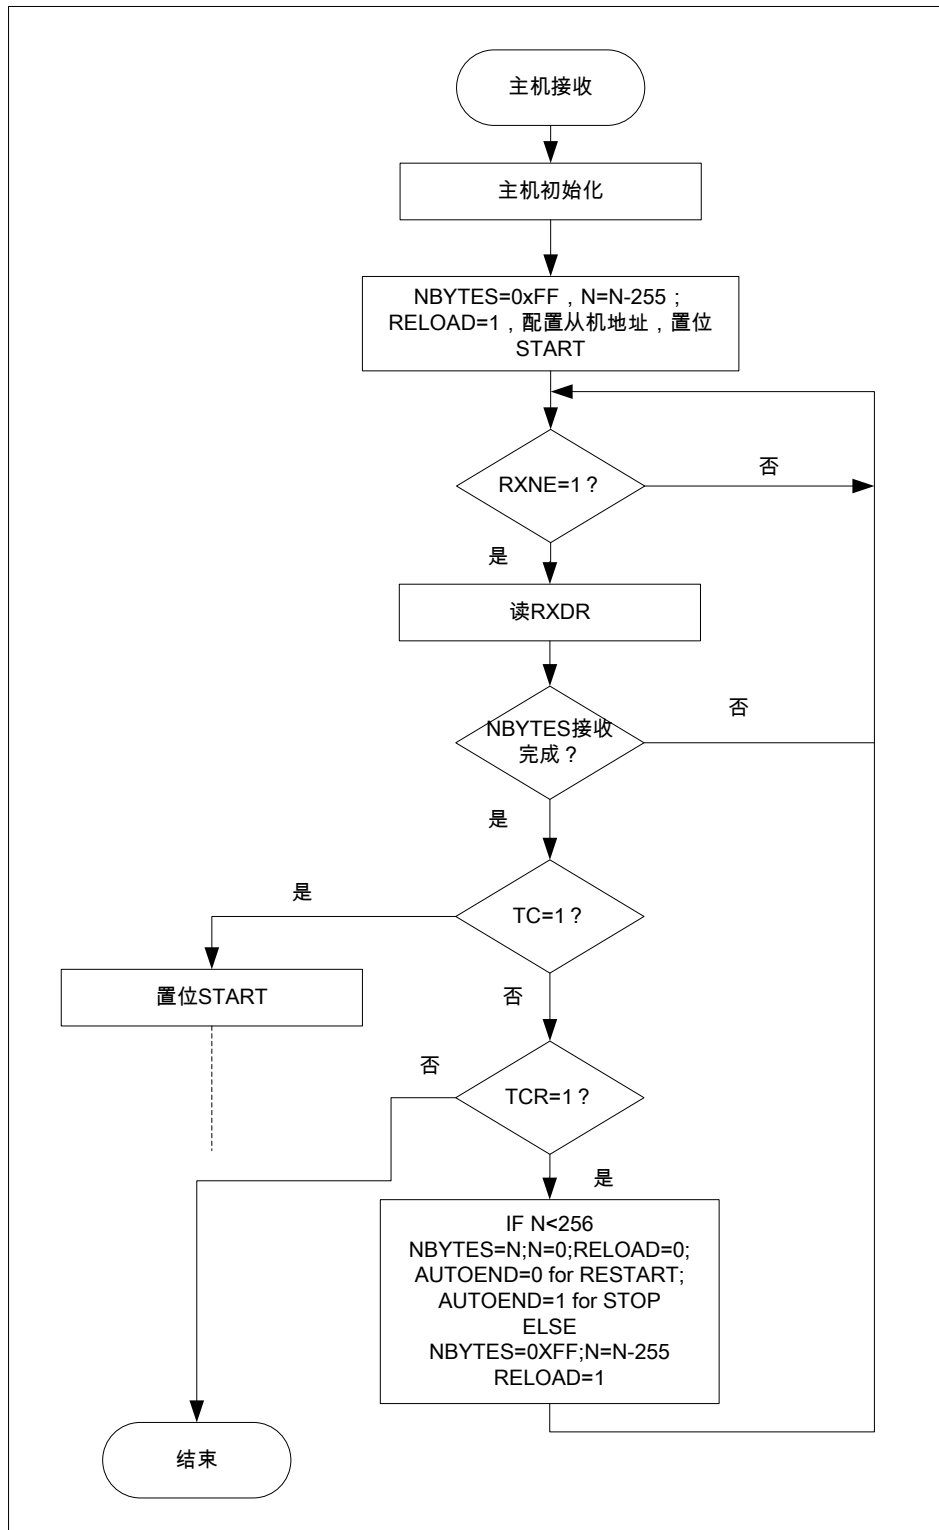 主机接收
主机初始化
NBYTES=0xFF，N=N-255；
RELOAD=1，配置从机地址，置位
START
RXNE=1？
否
是
读RXDR
NBYTES接收
完成？
否
是
TC=1？
是
置位START
否
TCR=1？
否
是
IF N<256
NBYTES=N;N=0;RELOAD=0;
AUTOEND=0 for RESTART;
AUTOEND=1 for STOP
ELSE
NBYTES=0XFF;N=N-255
RELOAD=1
结束